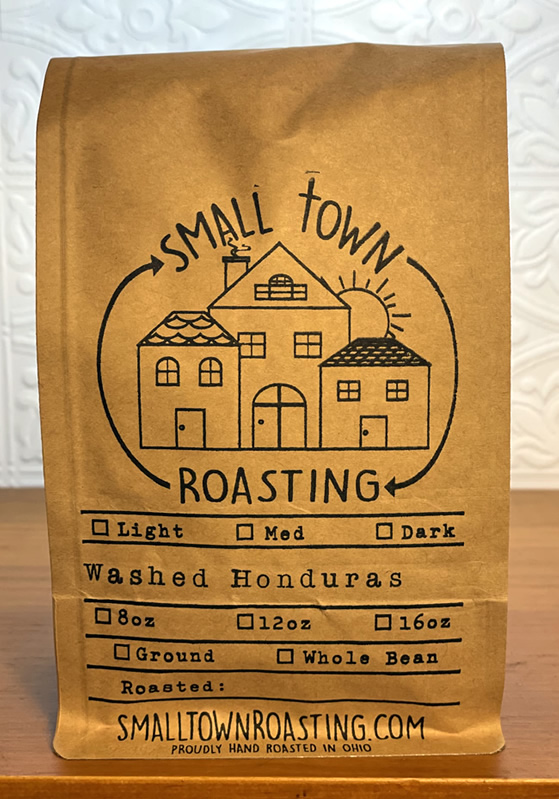 SMALL TOWN
ROASTING
☐ Light ☐ Med ☐ Dark
Washed Honduras
☐ 8oz ☐ 12oz ☐ 16oz
☐ Ground ☐ Whole Bean
Roasted:
SMALLTOWNROASTING.COM
PROUDLY HAND ROASTED IN OHIO